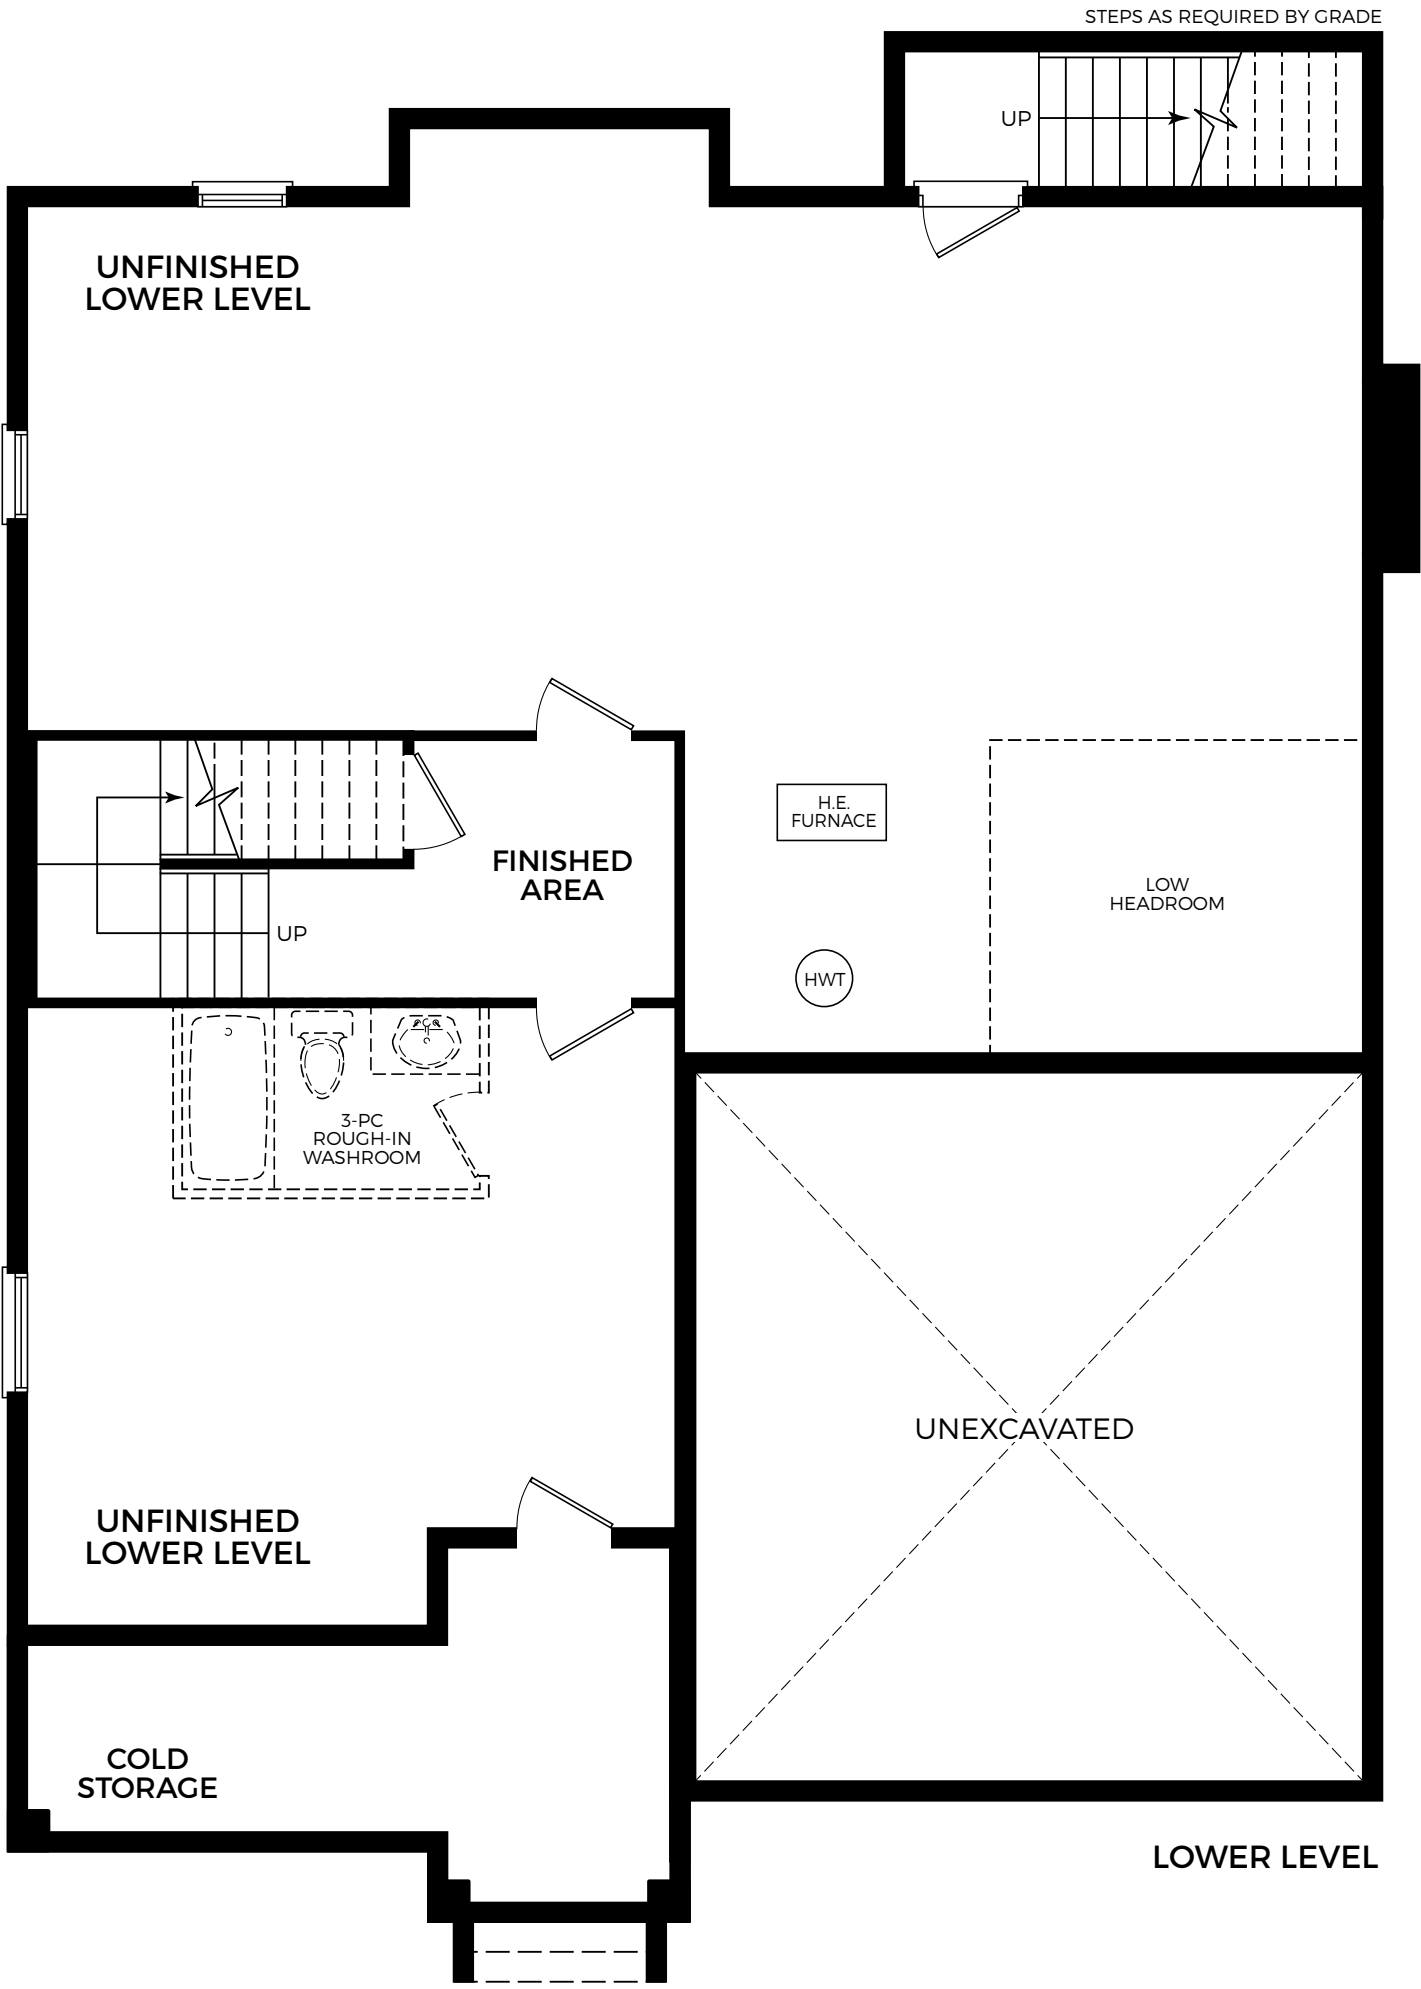 STEPS AS REQUIRED BY GRADE
UP
UNFINISHED
LOWER LEVEL
H.E.
FURNACE
FINISHED
AREA
LOW
HEADROOM
UP
HWT
3-PC
ROUGH-IN
WASHROOM
UNEXCAVATED
UNFINISHED
LOWER LEVEL
COLD
STORAGE
LOWER LEVEL